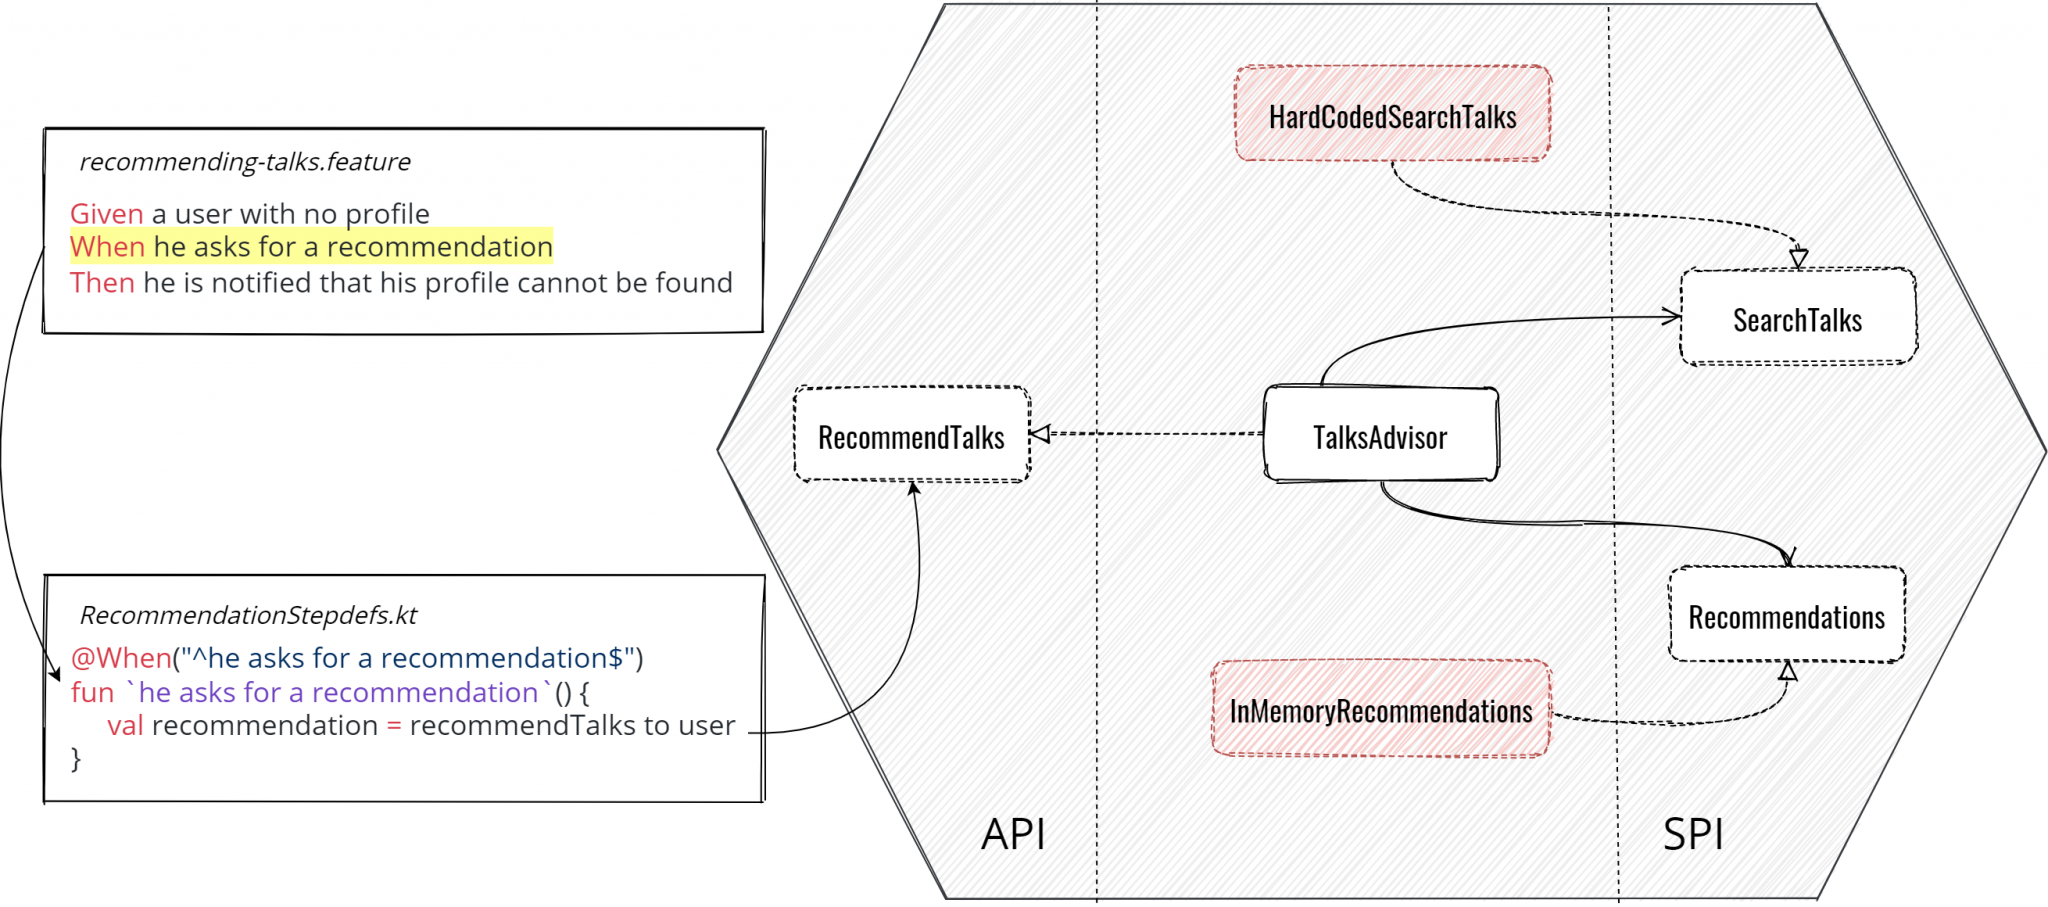 recommending-talks.feature
Given a user with no profile
When he asks for a recommendation
Then he is notified that his profile cannot be found
RecommendationStepdefs.kt
@When("^he asks for a recommendation$")
fun `he asks for a recommendation`() {
val recommendation = recommendTalks to user
}
HardCodedSearchTalks
SearchTalks
RecommendTalks
TalksAdvisor
Recommendations
InMemoryRecommendations
API
SPI